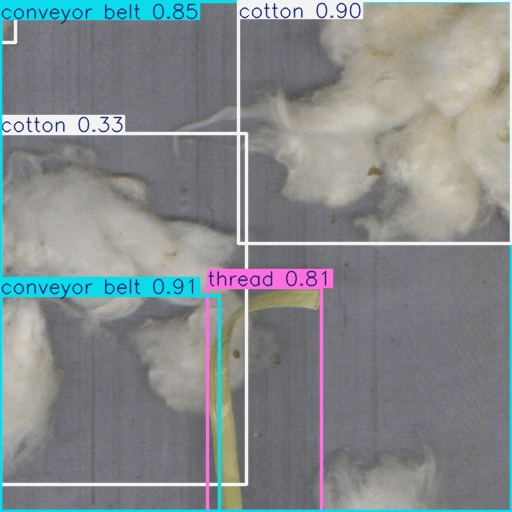 conveyor belt 0.85
cotton 0.90
cotton 0.33
thread 0.81
conveyor belt 0.91